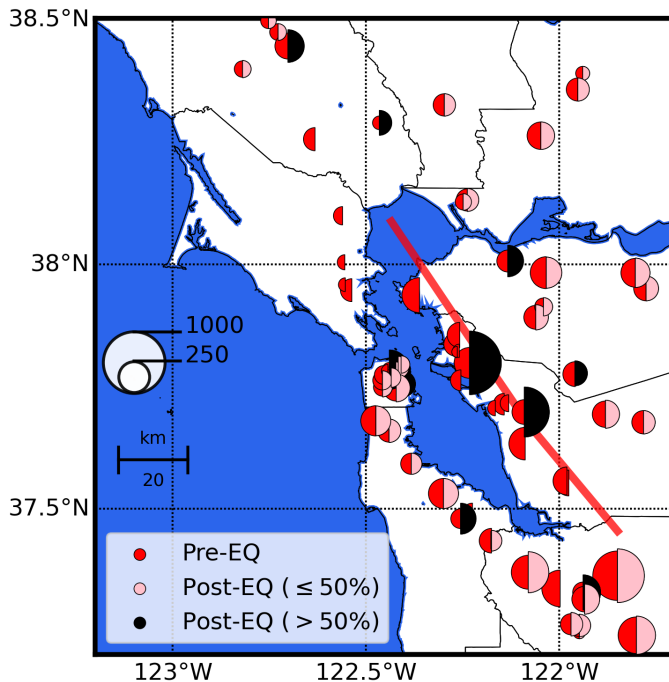 38.5°N
38°N
37.5°N
1000
250
km
20
Pre-EQ
Post-EQ (≤ 50%)
Post-EQ (> 50%)
123°W
122.5°W
122°W